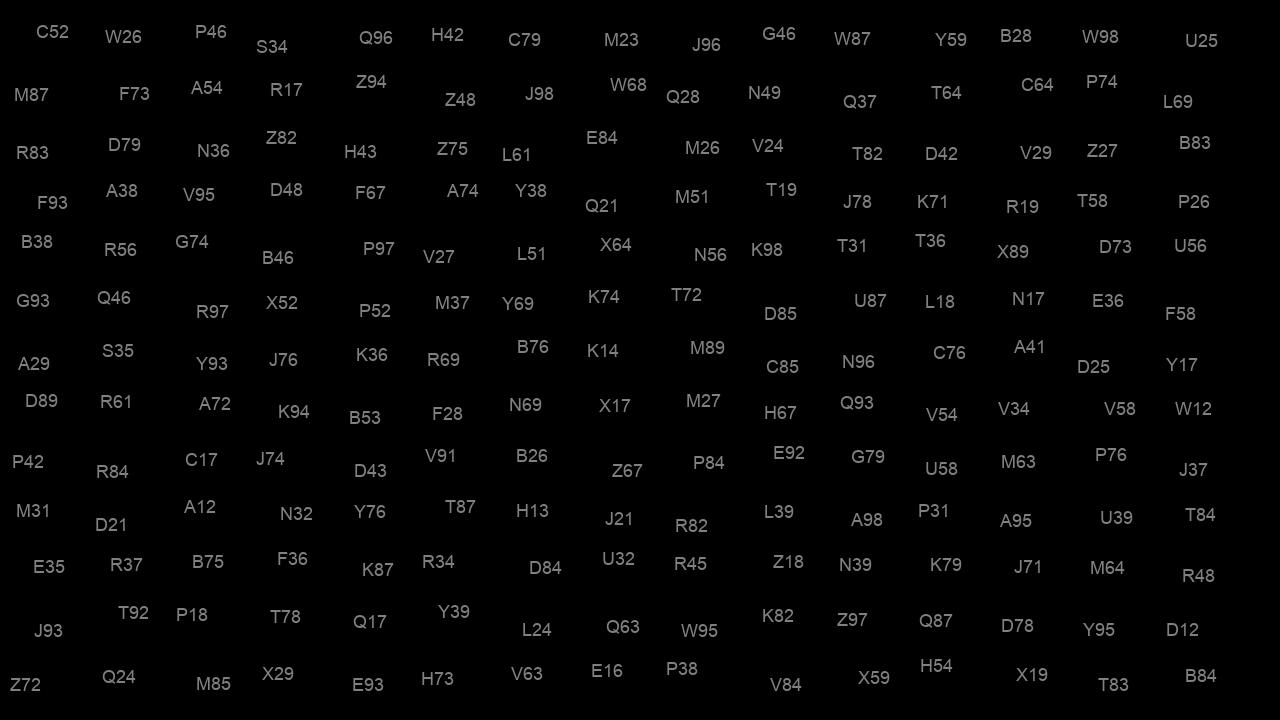 C52 W26 P46 S34 Q96 H42 C79 M23 J96 G46 W87 Y59 B28 W98 U25
M87 F73 A54 R17 Z94 Z48 J98 W68 Q28 N49 Q37 T64 C64 P74 L69
R83 D79 N36 Z82 H43 Z75 L61 E84 M26 V24 T82 D42 V29 Z27 B83
F93 A38 V95 D48 F67 A74 Y38 Q21 M51 T19 J78 K71 R19 T58 P26
B38 R56 G74 B46 P97 V27 L51 X64 N56 K98 T31 T36 X89 D73 U56
G93 Q46 R97 X52 P52 M37 Y69 K74 T72 D85 U87 L18 N17 E36 F58
A29 S35 Y93 J76 K36 R69 B76 K14 M89 C85 N96 C76 A41 D25 Y17
D89 R61 A72 K94 B53 F28 N69 X17 M27 H67 Q93 V54 V34 V58 W12
P42 R84 C17 J74 D43 V91 B26 Z67 P84 E92 G79 U58 M63 P76 J37
M31 D21 A12 N32 Y76 T87 H13 J21 R82 L39 A98 P31 A95 U39 T84
E35 R37 B75 F36 K87 R34 D84 U32 R45 Z18 N39 K79 J71 M64 R48
J93 T92 P18 T78 Q17 Y39 L24 Q63 W95 K82 Z97 Q87 D78 Y95 D12
Z72 Q24 M85 X29 E93 H73 V63 E16 P38 V84 X59 H54 X19 T83 B84